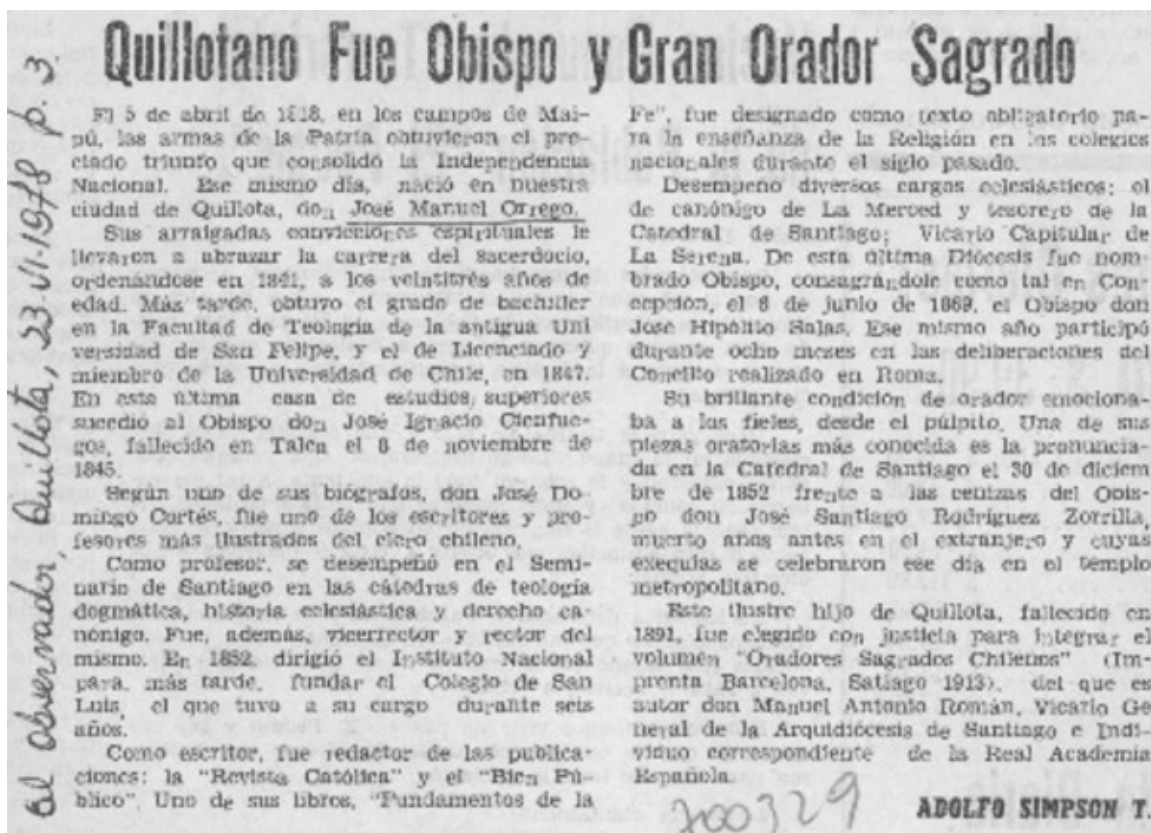 Quillotano Fue Obispo y Gran Orador Sagrado
El 5 de abril de 1818, en los campos de Mai-
pú, las armas de la Patria obtuvieron el pre-
ciado triunfo que consolidó la Independencia
Nacional. Ese mismo día, nació en nuestra
ciudad de Quillota, don José Manuel Orrego.
Sus arraigadas convicciones espirituales le
llevaron a abrazar la carrera del sacerdocio,
ordenándose en 1841, a los veintitrés años de
edad. Más tarde, obtuvo el grado de bachiller
en la Facultad de Teología de la antigua Uni
versidad de San Felipe, y el de Licenciado y
miembro de la Universidad de Chile, en 1847.
En esta última casa de estudios superiores
sucedió al Obispo don José Ignacio Cienfue-
gos, fallecido en Talca el 8 de noviembre de
1845.
Según uno de sus biógrafos, don José Do-
mingo Cortés, fue uno de los escritores y pro-
fesores más ilustrados del clero chileno.
Como profesor, se desempeñó en el Semi-
nario de Santiago en las cátedras de teología
dogmática, historia eclesiástica y derecho ca-
nónigo. Fue, además, vicerrector y rector del
mismo. En 1852, dirigió el Instituto Nacional
para, más tarde, fundar el Colegio de San
Luis, el que tuvo a su cargo durante seis
años.
Como escritor, fue redactor de las publica-
ciones: la "Revista Católica" y el "Bien Pú-
blico". Uno de sus libros, "Fundamentos de la
Fe", fue designado como texto obligatorio pa-
ra la enseñanza de la Religión en los colegios
nacionales durante el siglo pasado.
Desempeñó diversos cargos eclesiásticos: el
de canónigo de La Merced y tesorero de la
Catedral de Santiago; Vicario Capitular de
La Serena. De esta última Diócesis fue nom-
brado Obispo, consagrándole como tal en Con-
cepción, el 6 de junio de 1869, el Obispo don
José Hipólito Salas. Ese mismo año participó
durante ocho meses en las deliberaciones del
Concilio realizado en Roma.
Su brillante condición de orador emociona-
ba a los fieles, desde el púlpito. Una de sus
piezas oratorias más conocida es la pronuncia-
da en la Catedral de Santiago el 30 de diciem
bre de 1852 frente a las cenizas del Obis-
po don José Santiago Rodríguez Zorrilla,
muerto años antes en el extranjero y cuyas
exequias se celebraron ese día en el templo
metropolitano.
Este ilustre hijo de Quillota, fallecido en
1891, fue elegido con justicia para integrar el
volumen "Oradores Sagrados Chilenos" (Im-
prenta Barcelona, Satiago 1913), del que es
autor don Manuel Antonio Román, Vicario Ge
neral de la Arquidiócesis de Santiago e Indi-
viduo correspondiente de la Real Academia
Española.
ADOLFO SIMPSON T.
El Observador, Quillota, 23-VI-1978 p. 3.
700329